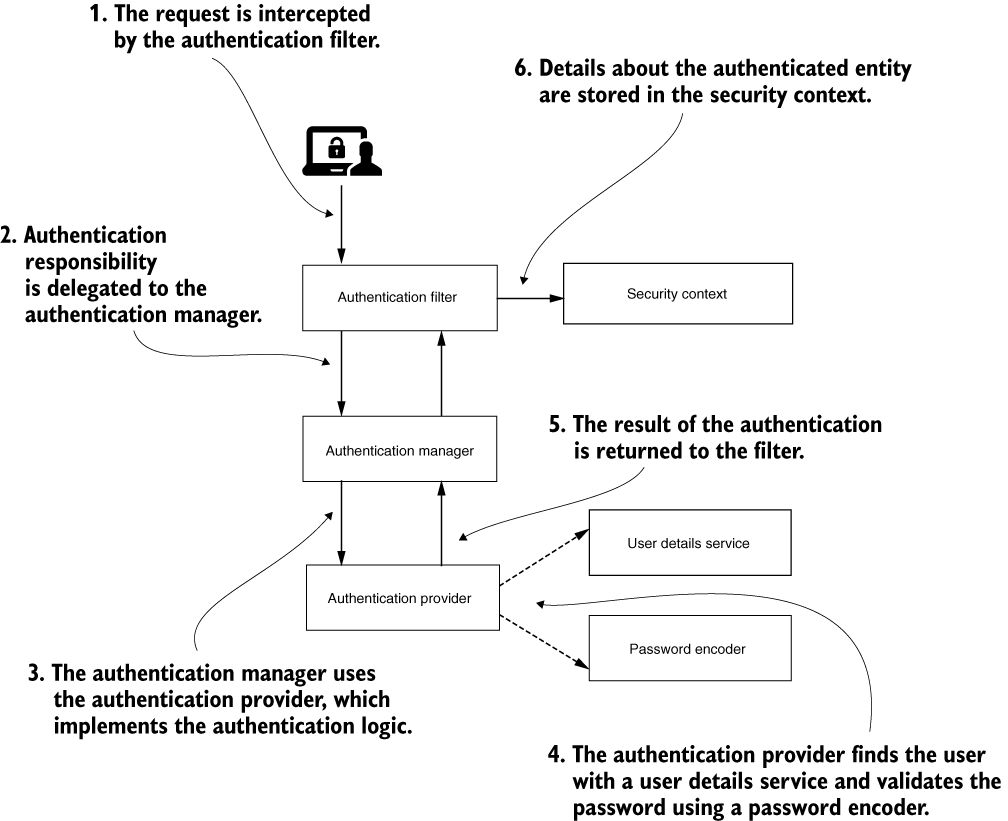 1. The request is intercepted
by the authentication filter.
6. Details about the authenticated entity
are stored in the security context.
2. Authentication
responsibility
is delegated to the
authentication manager.
Authentication filter
Security context
Authentication manager
5. The result of the authentication
is returned to the filter.
User details service
Authentication provider
Password encoder
3. The authentication manager uses
the authentication provider, which
implements the authentication logic.
4. The authentication provider finds the user
with a user details service and validates the
password using a password encoder.